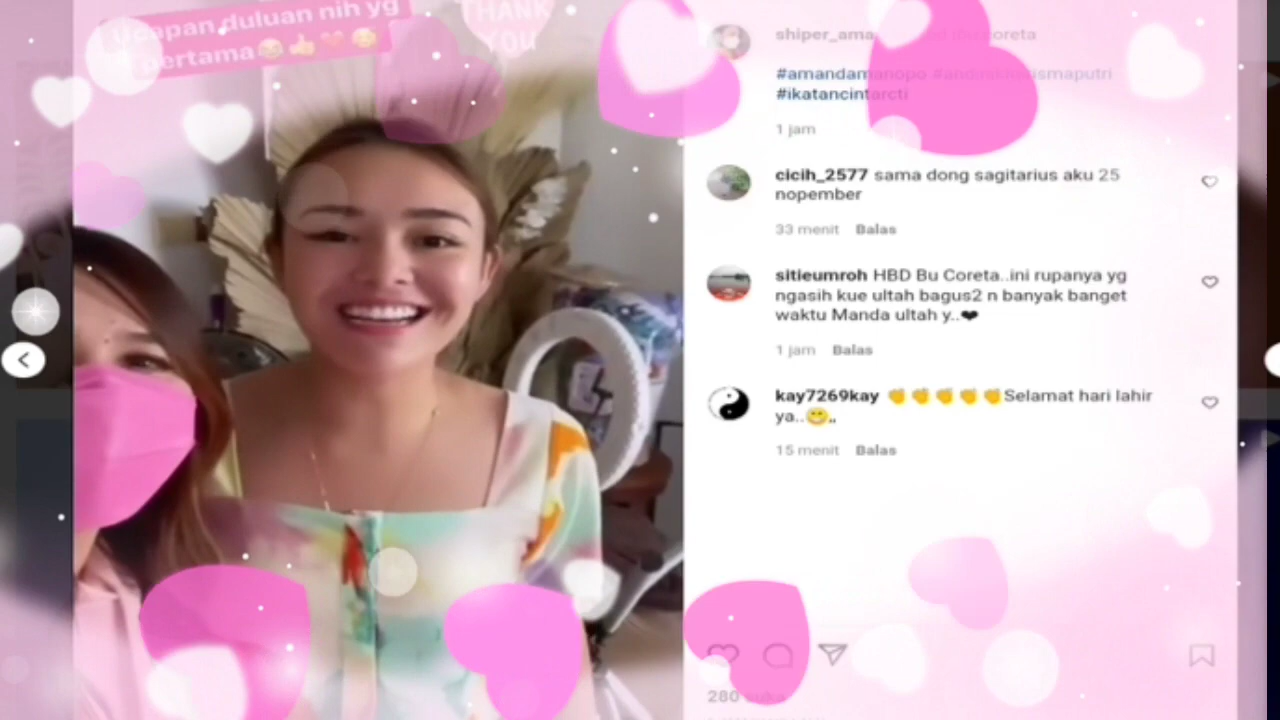 ucapan duluan nih yg
pertama😂👍❤️🥰
THANK
YOU
#amandamanopo
#ikatancintarcti
1 jam
cicih_2577 sama dong sagitarius aku 25
nopember
33 menit Balas
sitieumroh HBD Bu Coreta..ini rupanya yg
ngasih kue ultah bagus2 n banyak banget
waktu Manda ultah y..❤
1 jam Balas
kay7269kay 👏👏👏👏👏Selamat hari lahir
ya..😁,,
15 menit Balas
280 suka